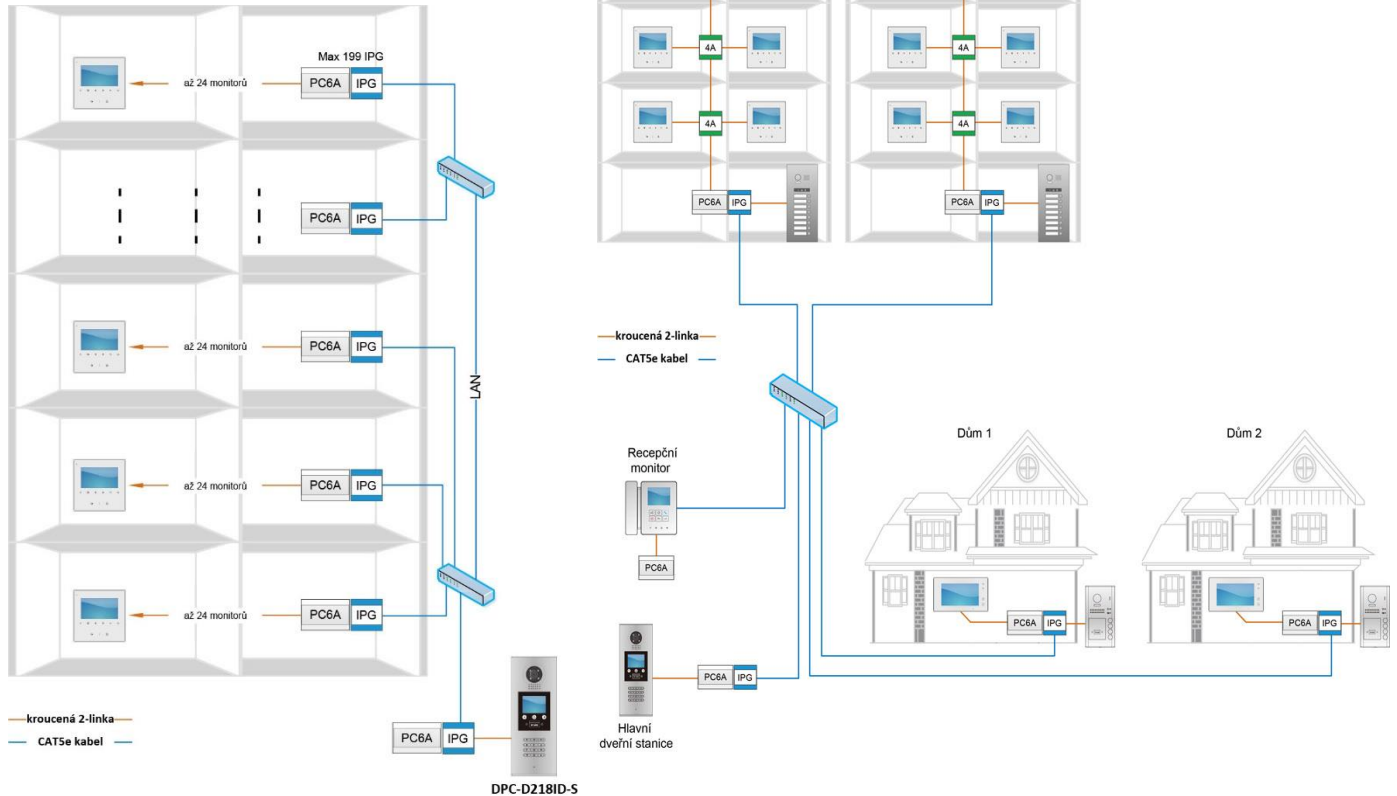 Max 199 IPG
až 24 monitorů
PC6A IPG
PC6A IPG
až 24 monitorů
PC6A IPG
LAN
až 24 monitorů
PC6A IPG
až 24 monitorů
PC6A IPG
kroucená 2-linka
CAT5e kabel
PC6A IPG
DPC-D218ID-S
4A
4A
4A
4A
PC6A IPG
PC6A IPG
kroucená 2-linka
CAT5e kabel
Recepční
monitor
PC6A
Dům 1
Dům 2
PC6A IPG
PC6A IPG
PC6A IPG
Hlavní
dveřní stanice